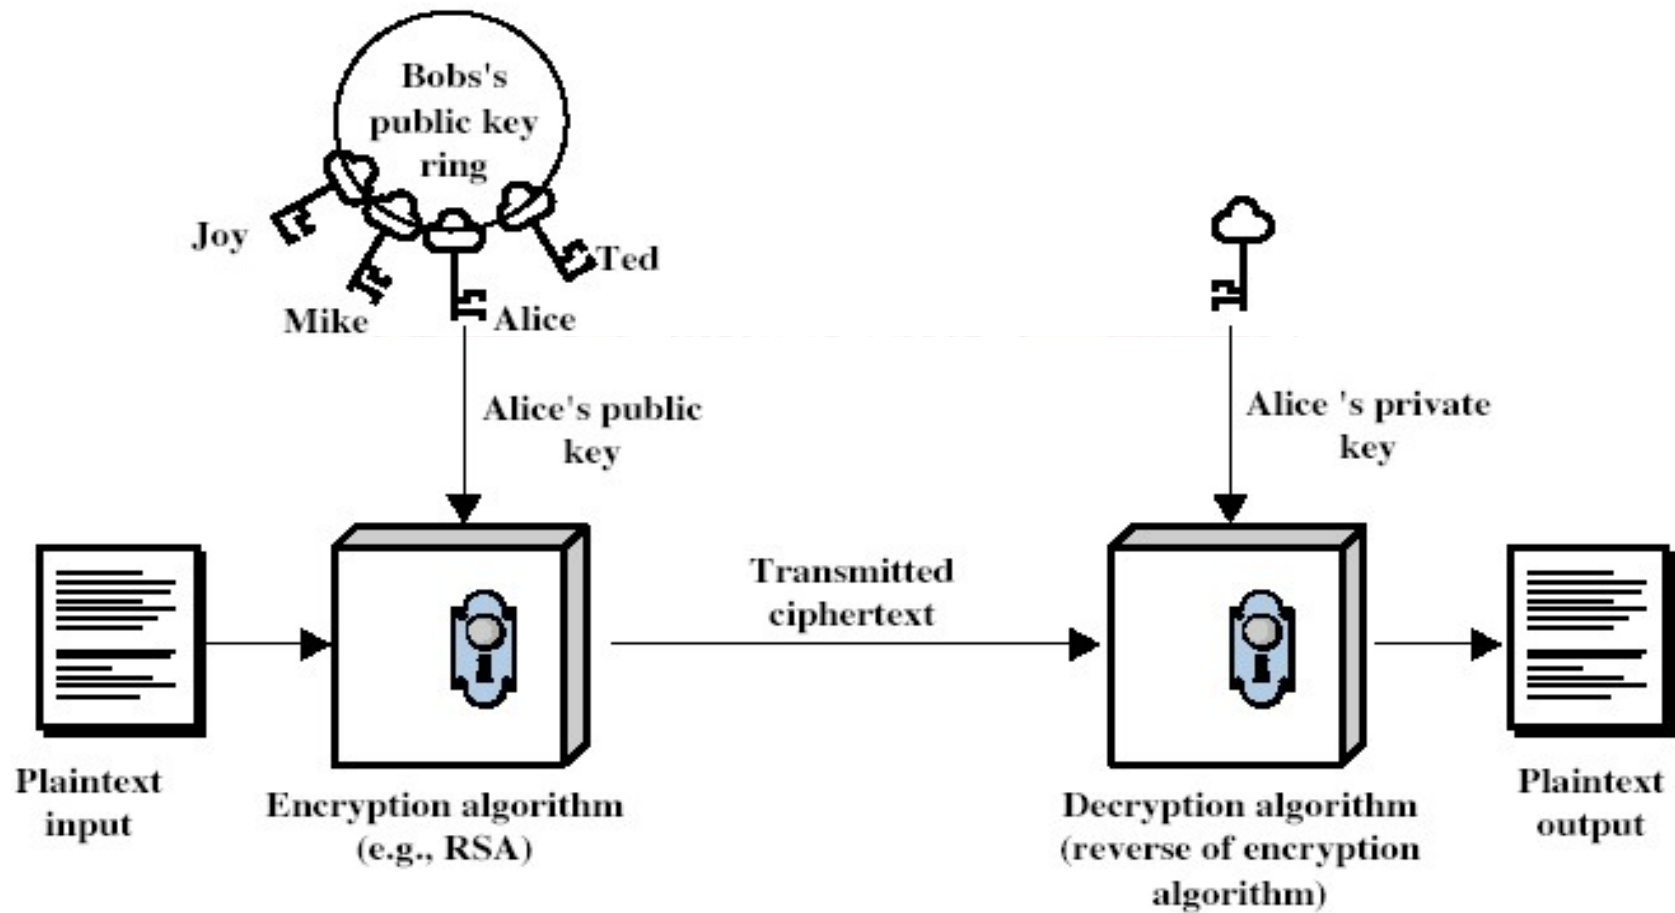 Bobs's
public key
ring
Joy
Ted
Mike
Alice
Alice's public
key
Alice 's private
key
Transmitted
ciphertext
Plaintext
input
Encryption algorithm
(e.g., RSA)
Decryption algorithm
(reverse of encryption
algorithm)
Plaintext
output